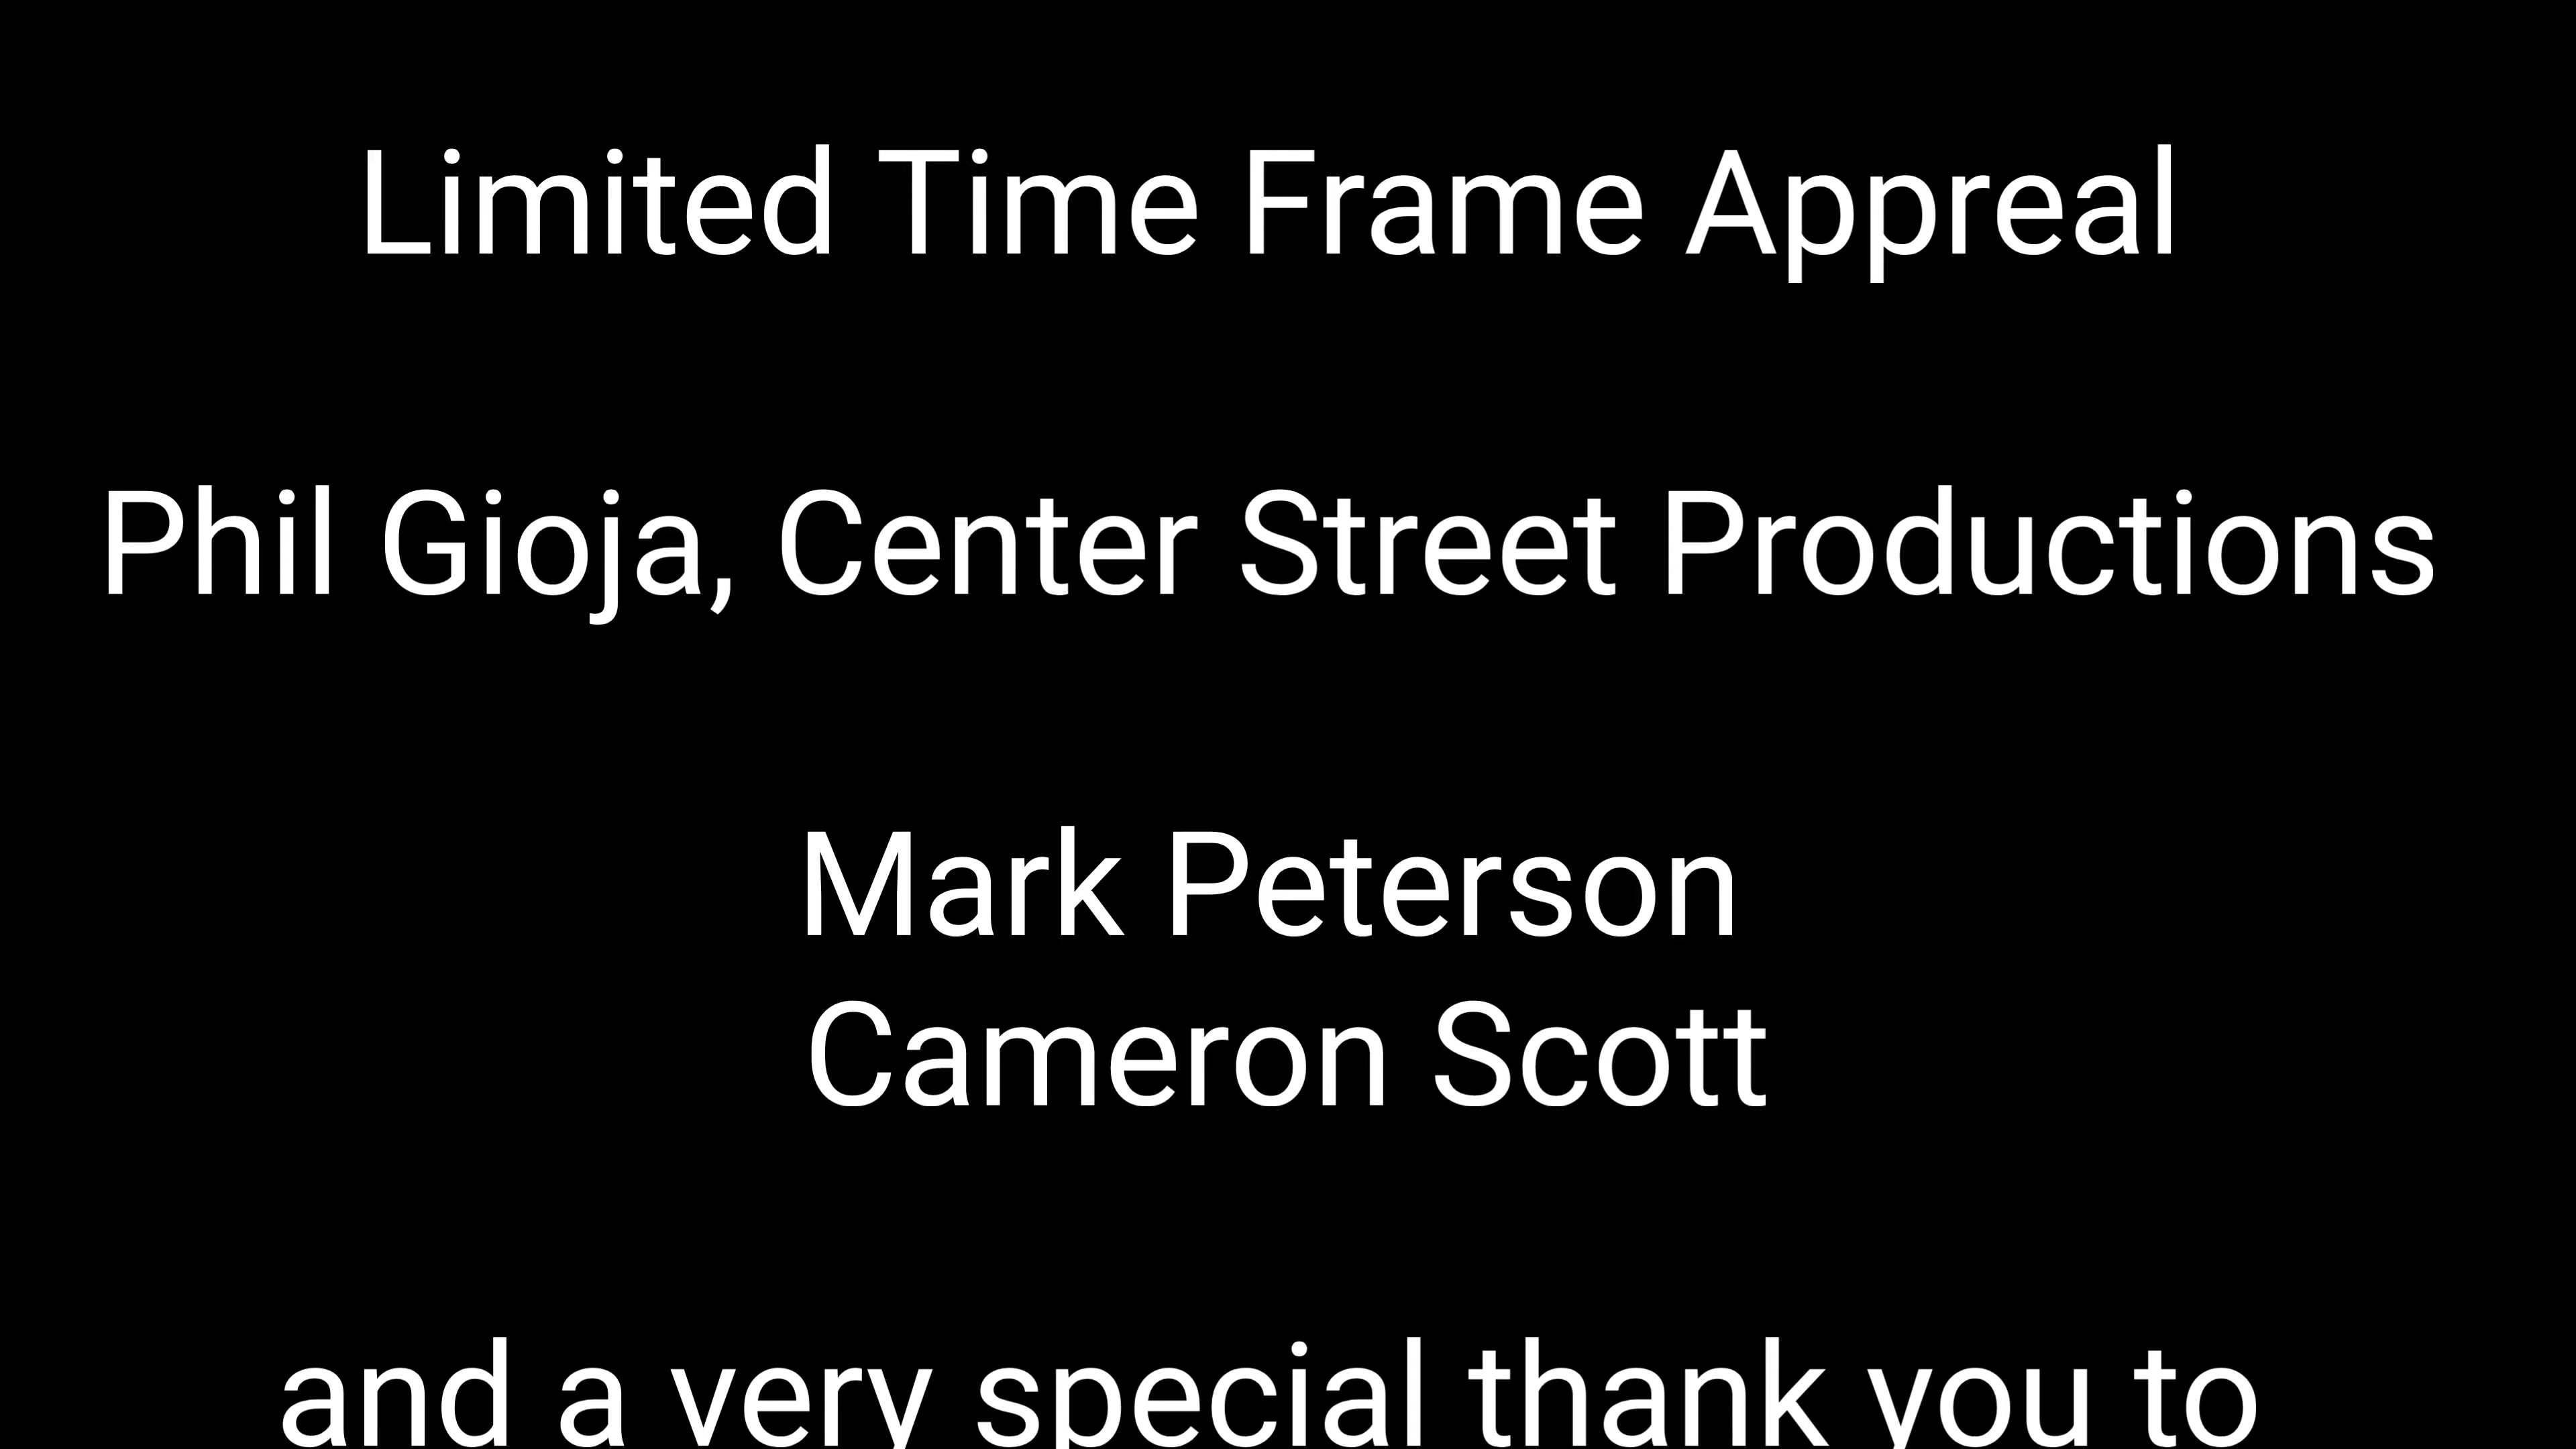 Limited Time Frame Appreal
Phil Gioja, Center Street Productions
Mark Peterson
Cameron Scott
and a very special thank you to